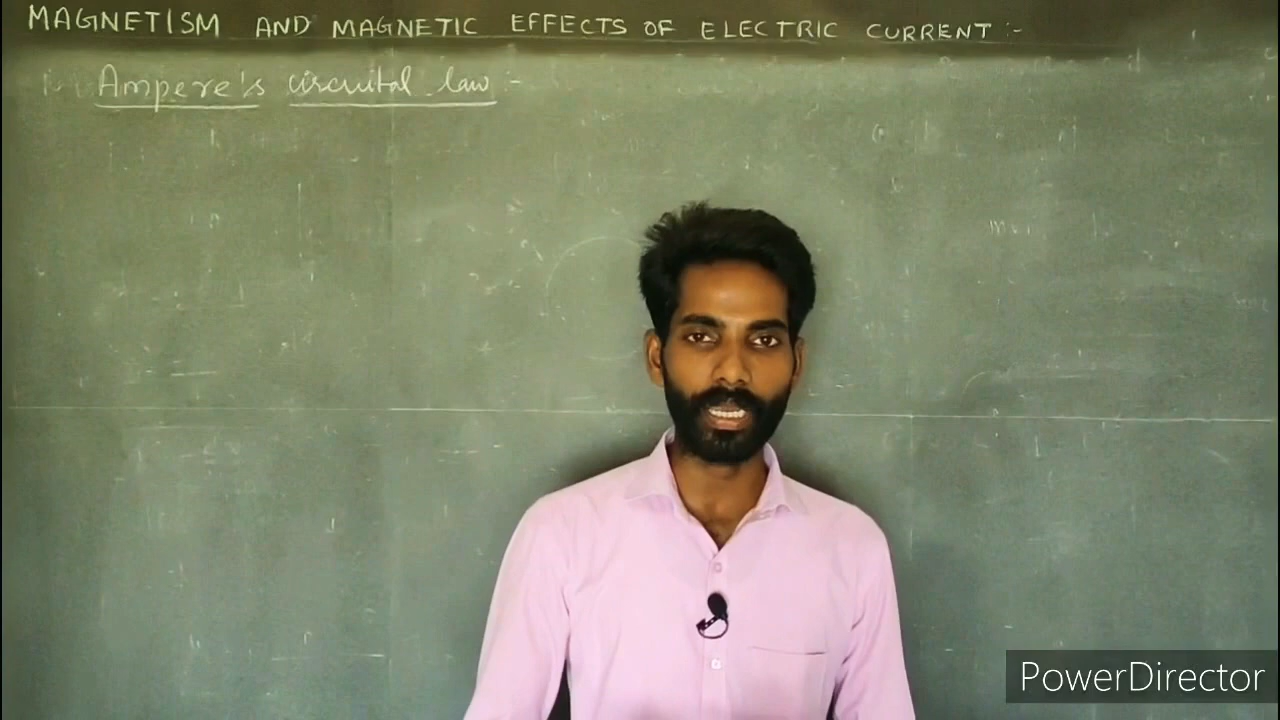 MAGNETISM AND MAGNETIC EFFECTS OF ELECTRIC CURRENT :-
Ampere's circuital law :-
PowerDirector